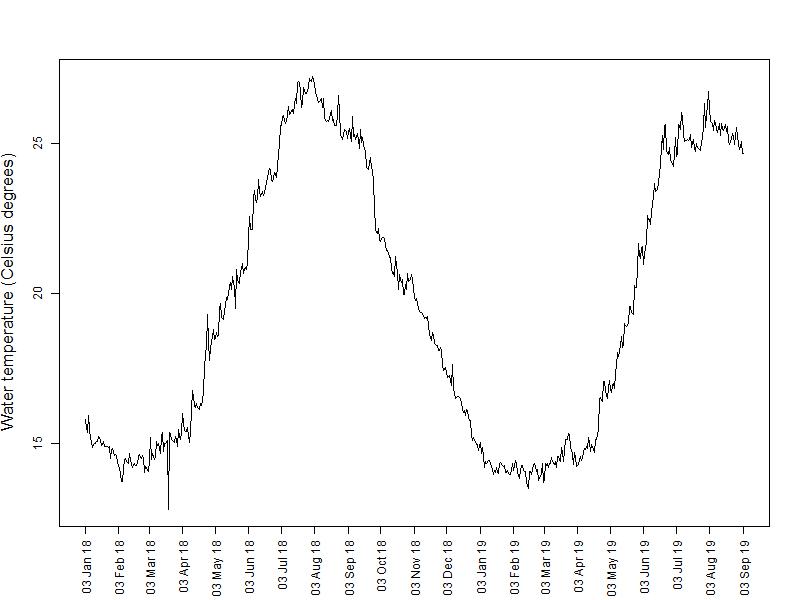 Water temperature (Celsius degrees)
25
20
15
03 Jan 18
03 Feb 18
03 Mar 18
03 Apr 18
03 May 18
03 Jun 18
03 Jul 18
03 Aug 18
03 Sep 18
03 Oct 18
03 Nov 18
03 Dec 18
03 Jan 19
03 Feb 19
03 Mar 19
03 Apr 19
03 May 19
03 Jun 19
03 Jul 19
03 Aug 19
03 Sep 19